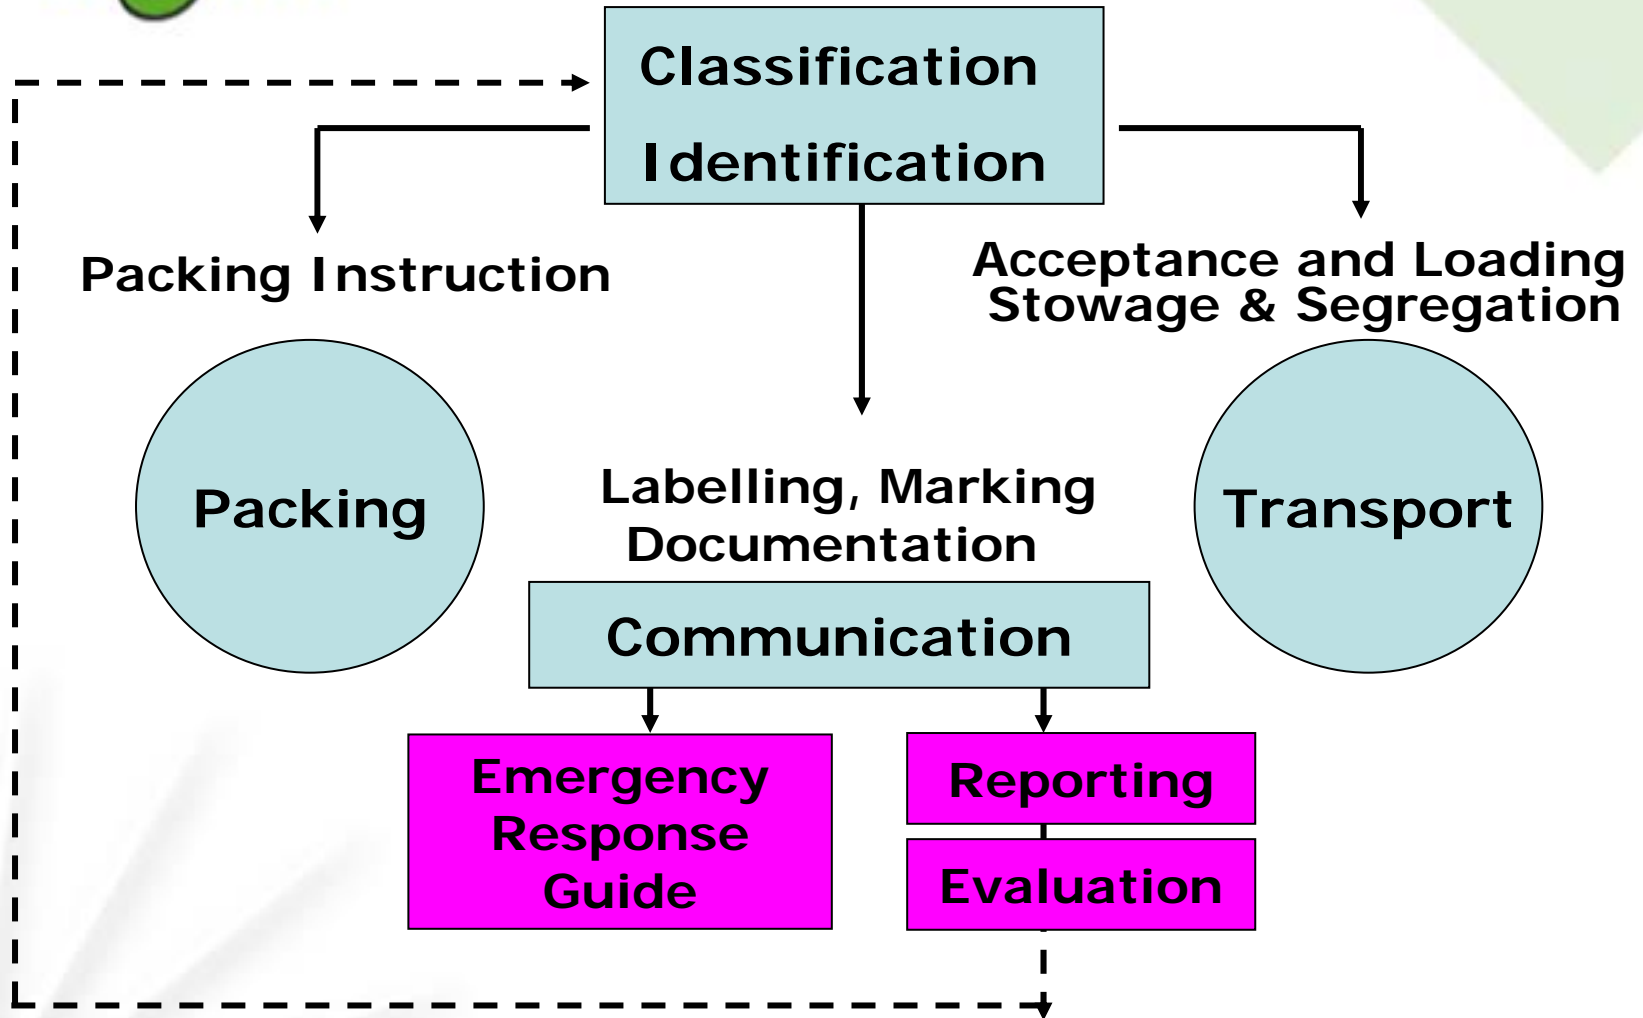 Classification
Identification
Packing Instruction
Acceptance and Loading
Stowage & Segregation
Packing
Transport
Labelling, Marking
Documentation
Communication
Emergency
Response
Guide
Reporting
Evaluation